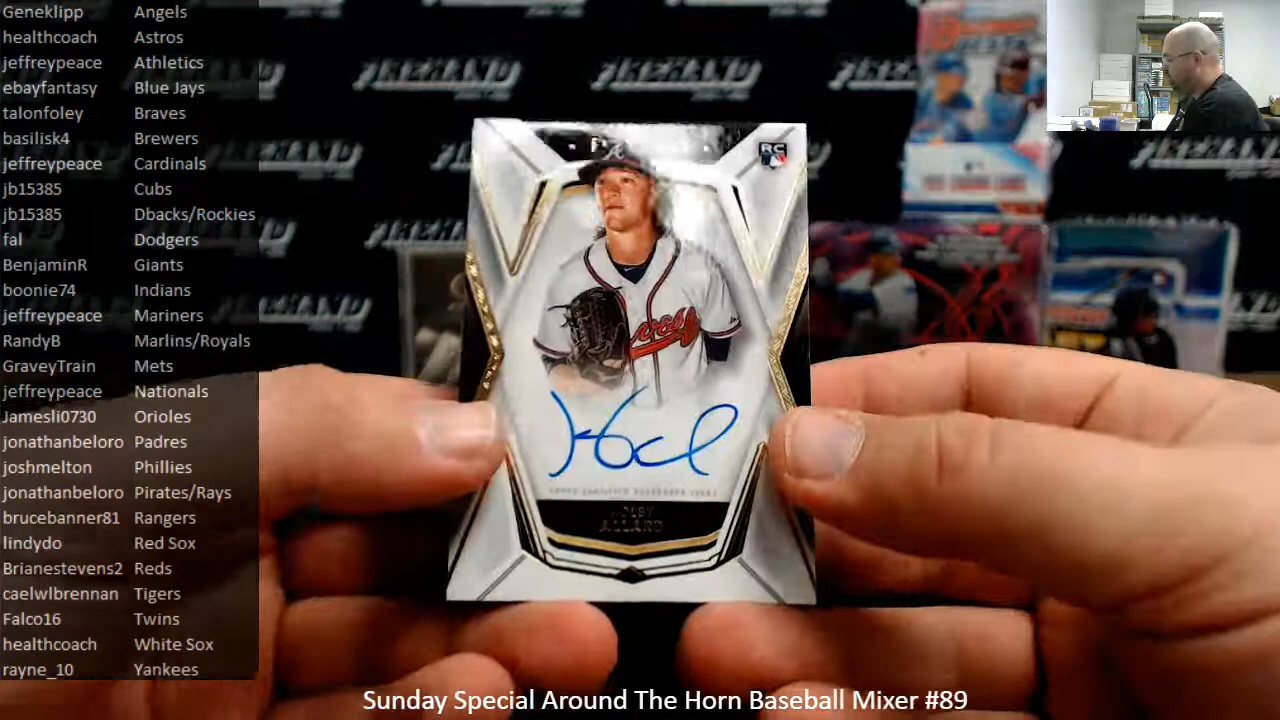 Geneklipp Angels
healthcoach Astros
jeffreypeace Athletics
ebayfantasy Blue Jays
talonfoley Braves
basilisk4 Brewers
jeffreypeace Cardinals
jb15385 Cubs
jb15385 Dbacks/Rockies
fal Dodgers
BenjaminR Giants
boonie74 Indians
jeffreypeace Mariners
RandyB Marlins/Royals
GraveyTrain Mets
jeffreypeace Nationals
Jamesli0730 Orioles
jonathanbeloro Padres
joshmelton Phillies
jonathanbeloro Pirates/Rays
brucebanner81 Rangers
lindydo Red Sox
Brianestevens2 Reds
caelwlbrennan Tigers
Falco16 Twins
healthcoach White Sox
rayne_10 Yankees
FIREHAND
RC
KOLBY
ALLARD
Sunday Special Around The Horn Baseball Mixer #89